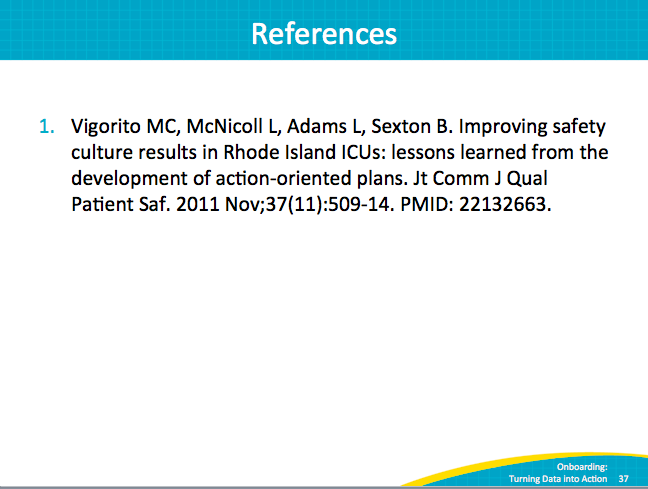 References
1. Vigorito MC, McNicoll L, Adams L, Sexton B. Improving safety
culture results in Rhode Island ICUs: lessons learned from the
development of action-oriented plans. Jt Comm J Qual
Patient Saf. 2011 Nov;37(11):509-14. PMID: 22132663.
Onboarding:
Turning Data into Action 37